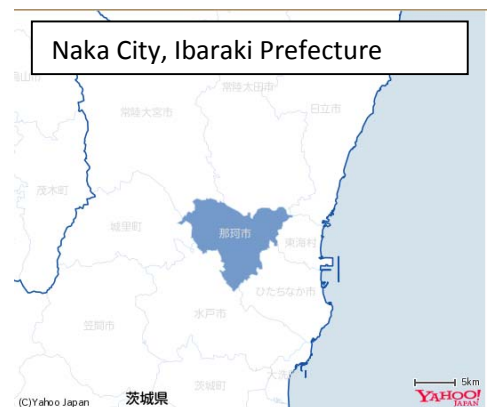 Naka City, Ibaraki Prefecture
常陸太田市
日立市
常陸大宮市
茂木町
城里町
那珂市
東海村
ひたちなか市
水戸市
笠間市
大洗
茨城町
(C)Yahoo Japan
茨城県
5km
YAHOO!
JAPAN